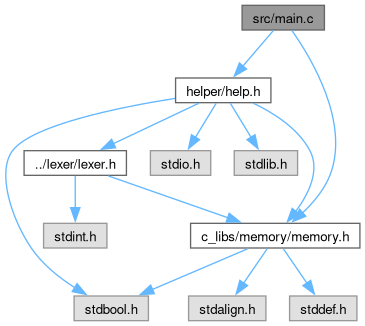 src/main.c
helper/help.h
../lexer/lexer.h
stdio.h
stdlib.h
stdint.h
c_libs/memory/memory.h
stdbool.h
stdalign.h
stddef.h